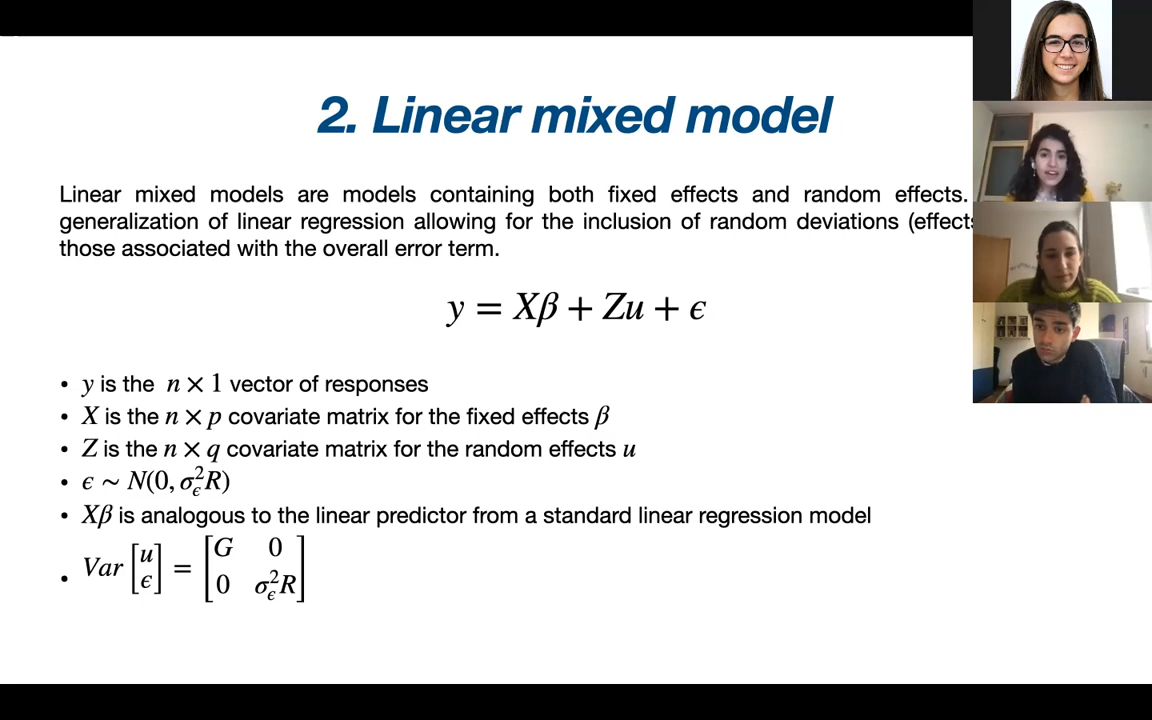 2. Linear mixed model
Linear mixed models are models containing both fixed effects and random effects.
generalization of linear regression allowing for the inclusion of random deviations (effects
those associated with the overall error term.
y = Xβ + Zu + ϵ
• y is the n × 1 vector of responses
• X is the n × p covariate matrix for the fixed effects β
• Z is the n × q covariate matrix for the random effects u
• ϵ ~ N(0, σ²_ϵ R)
• Xβ is analogous to the linear predictor from a standard linear regression model
• Var [u ϵ] = [G 0 0 σ²_ϵ R]